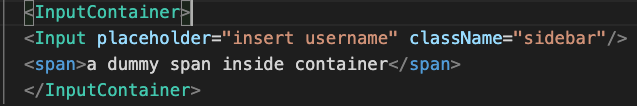 <InputContainer>
<Input placeholder="insert username" className="sidebar"/>
<span>a dummy span inside container</span>
</InputContainer>